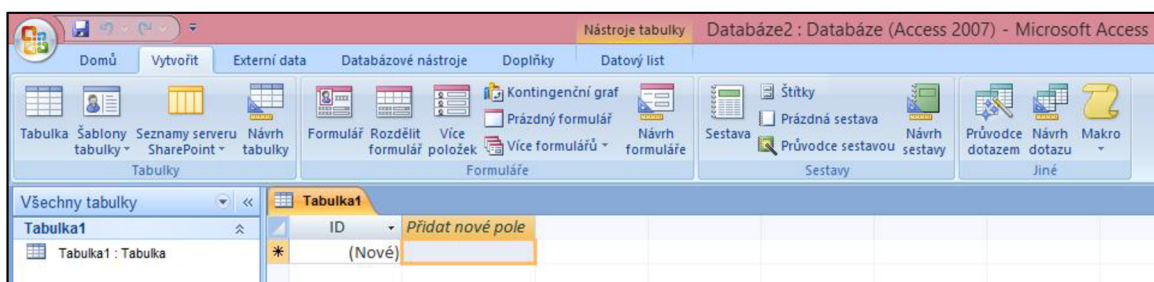 Nástroje tabulky Databáze2 : Databáze (Access 2007) - Microsoft Access
Domů Vytvořit Externí data Databázové nástroje Doplňky Datový list
Tabulka
Šablony tabulky
Seznamy serveru SharePoint
Návrh tabulky
Tabulky
Formulář
Rozdělit formulář
Více položek
Kontingenční graf
Prázdný formulář
Více formulářů
Návrh formuláře
Formuláře
Sestava
Štítky
Prázdná sestava
Průvodce sestavou
Návrh sestavy
Sestavy
Průvodce dotazem
Návrh dotazu
Makro
Jiné
Všechny tabulky
Tabulka1
Tabulka1 : Tabulka
Tabulka1
ID Přidat nové pole
(Nové)